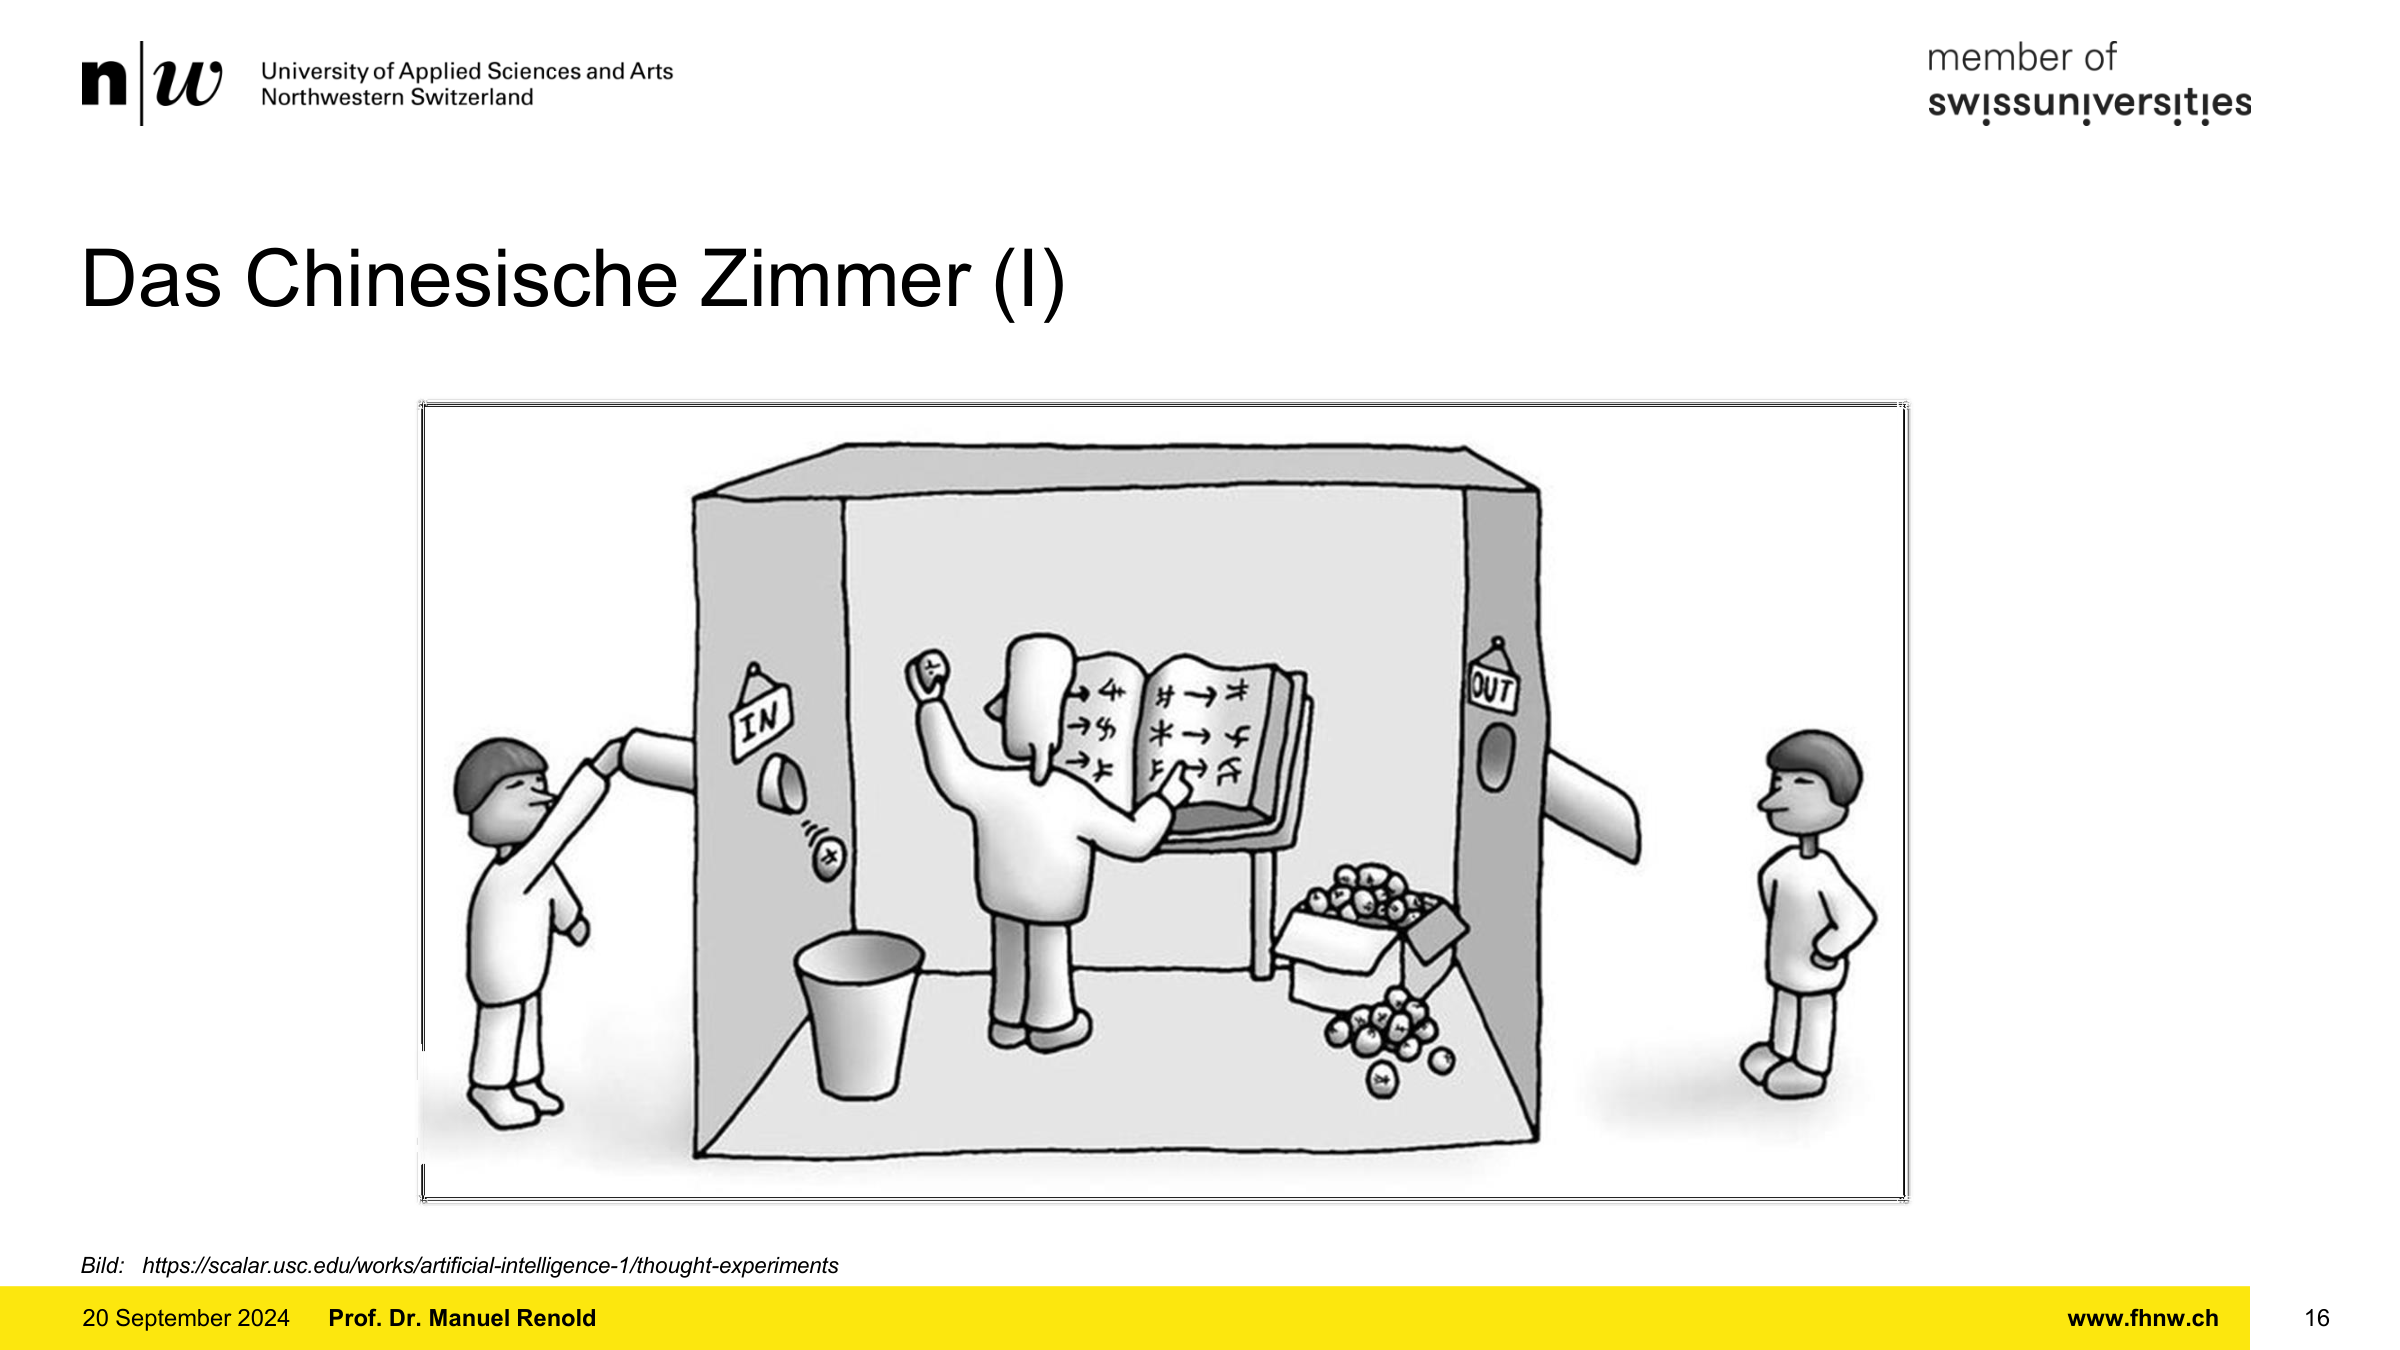 n|w University of Applied Sciences and Arts
Northwestern Switzerland
member of
swissuniversities
Das Chinesische Zimmer (I)
IN
OUT
Bild: https://scalar.usc.edu/works/artificial-intelligence-1/thought-experiments
20 September 2024 Prof. Dr. Manuel Renold www.fhnw.ch 16